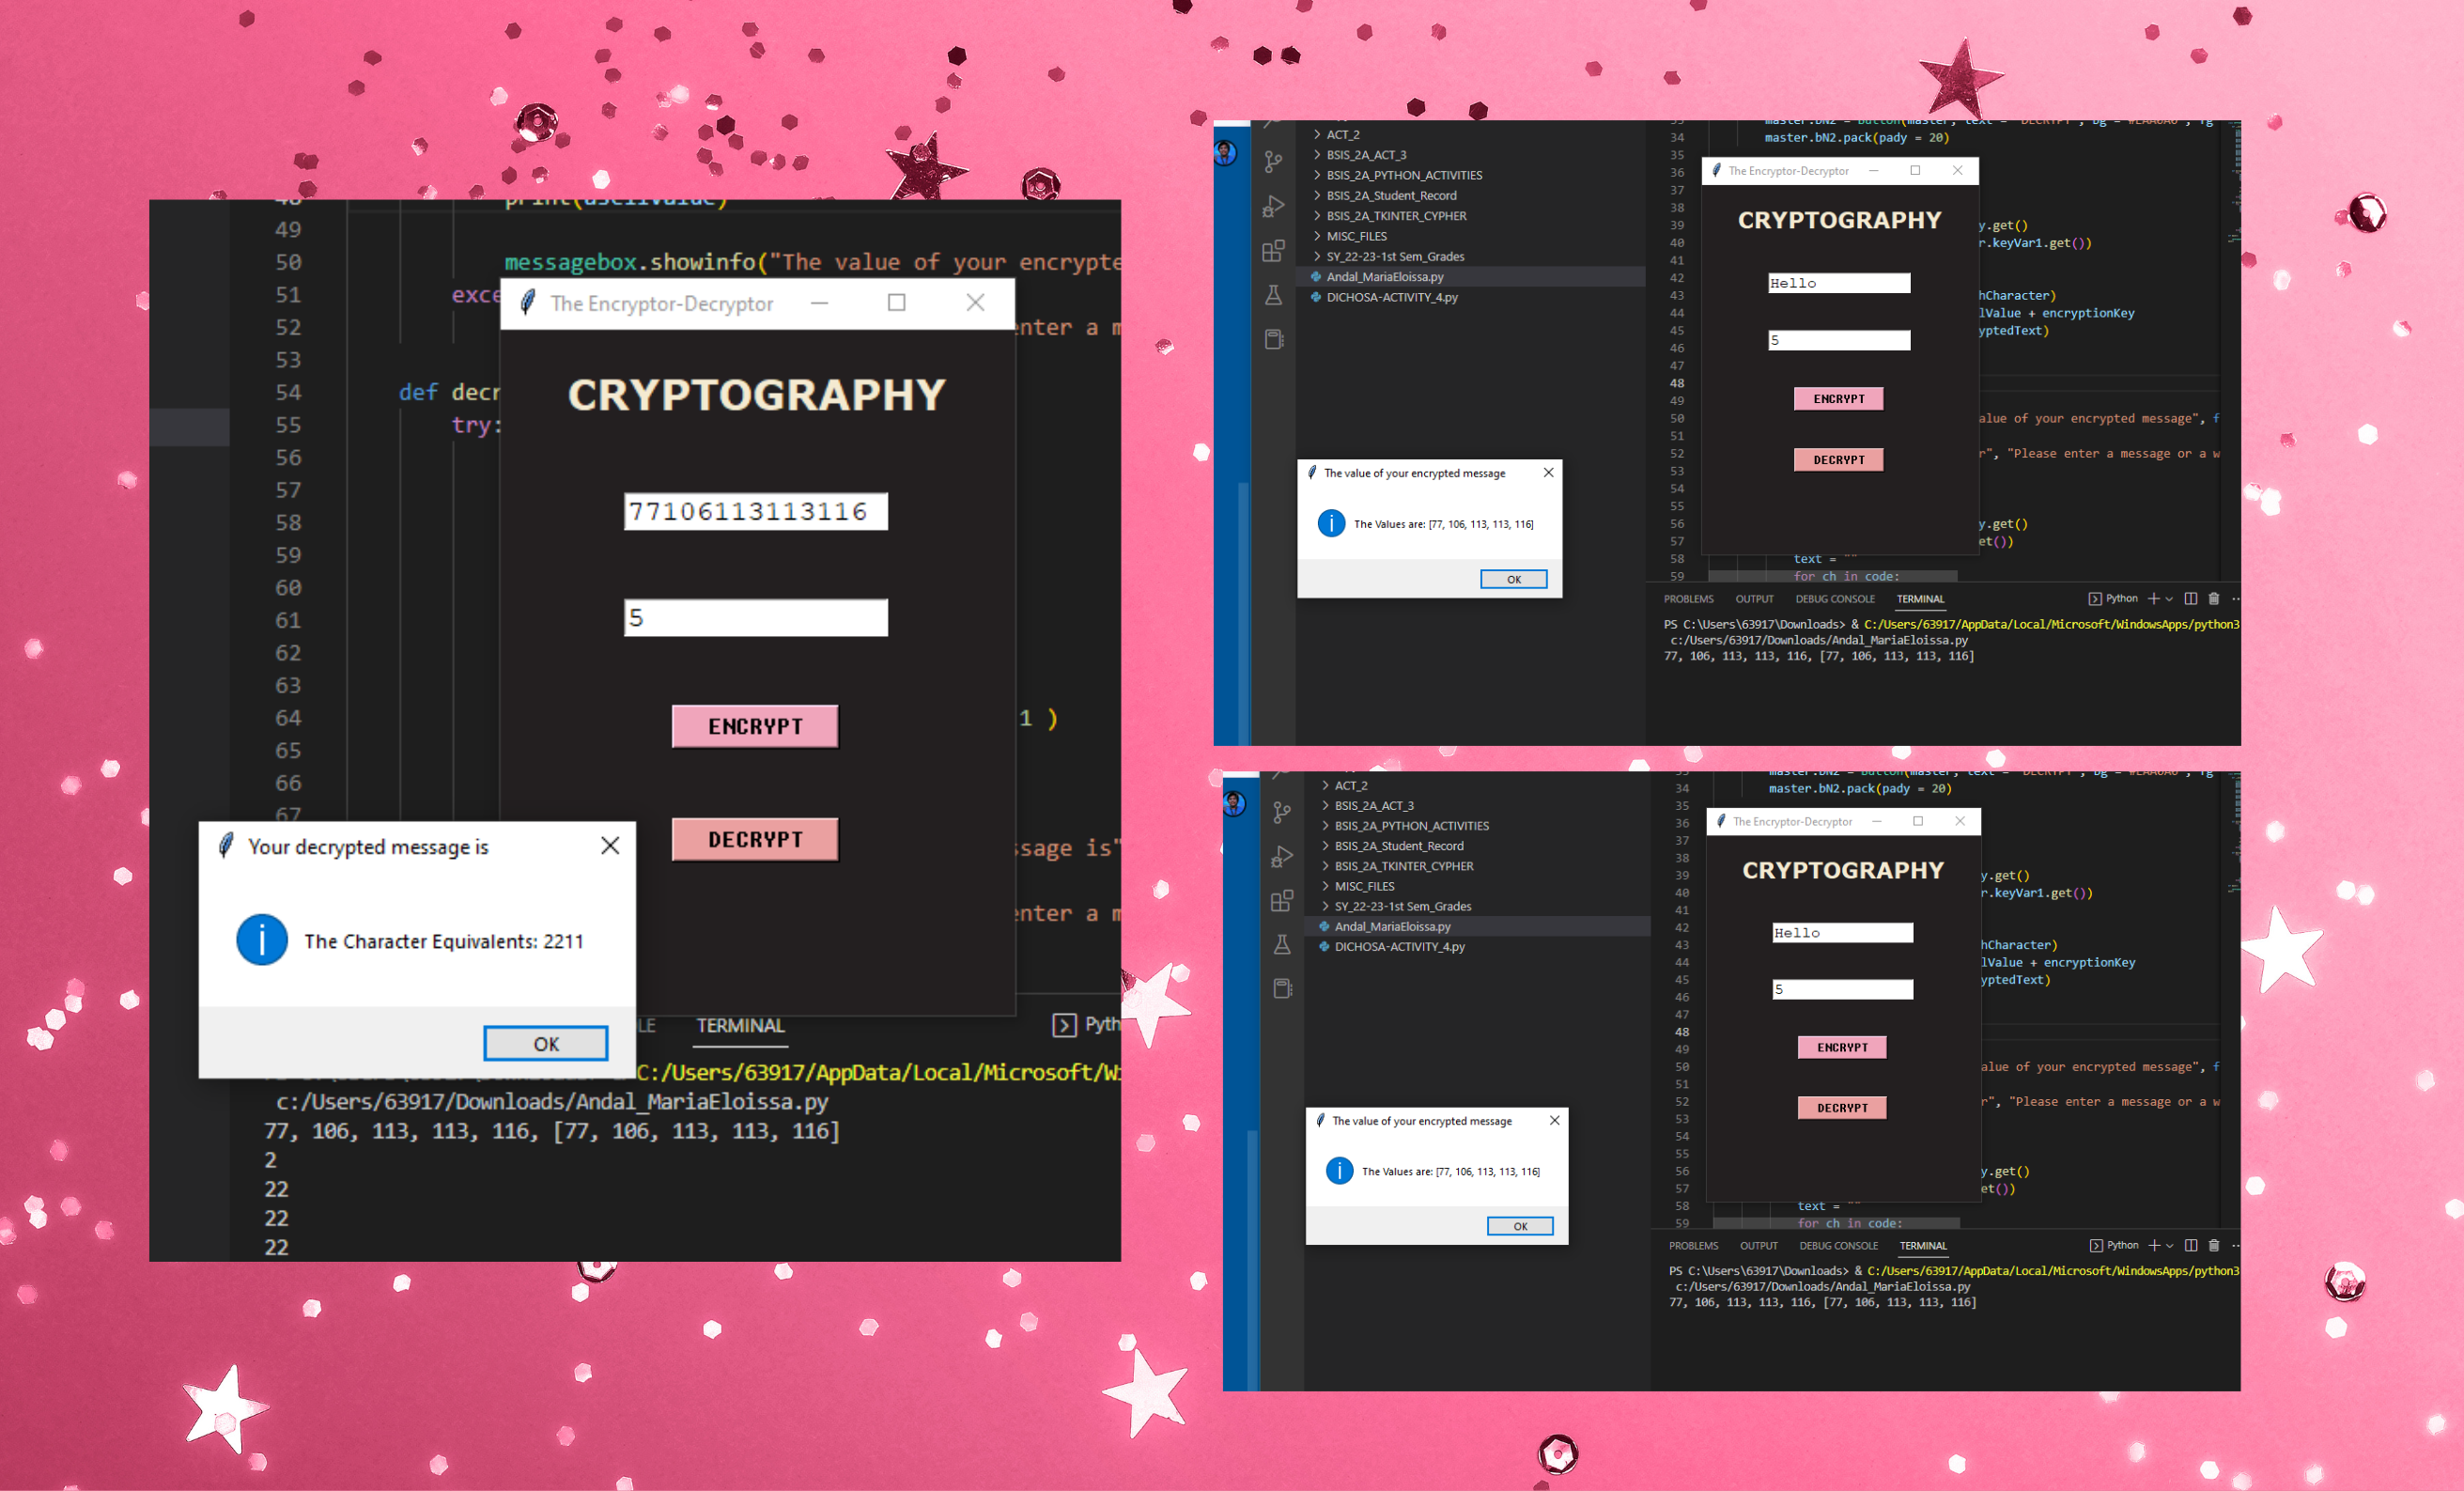 49
50 messagebox.showinfo("The value of your encrypte
51 exce
52 enter a m
53
54 def decr
55 try:
56
57
58
59
60
61
62
63
64 1 )
65
66
67
ssage is"
enter a m
The Encryptor-Decryptor
CRYPTOGRAPHY
77106113113116
5
ENCRYPT
DECRYPT
Your decrypted message is
The Character Equivalents: 2211
OK
LE TERMINAL Pyth
C:/Users/63917/AppData/Local/Microsoft/Wi
c:/Users/63917/Downloads/Andal_MariaEloissa.py
77, 106, 113, 113, 116, [77, 106, 113, 113, 116]
2
22
22
22
ACT_2
BSIS_2A_ACT_3
BSIS_2A_PYTHON_ACTIVITIES
BSIS_2A_Student_Record
BSIS_2A_TKINTER_CYPHER
MISC_FILES
SY_22-23-1st Sem_Grades
Andal_MariaEloissa.py
DICHOSA-ACTIVITY_4.py
34 master.bN2.pack(pady = 20)
35
36
37
38
39 y.get()
40 r.keyVar1.get())
41
42
43 hCharacter)
44 lValue + encryptionKey
45 yptedText)
46
47
48
49
50 alue of your encrypted message", f
51
52 r", "Please enter a message or a w
53
54
55
56 y.get()
57 et())
58 text = ""
59 for ch in code:
The Encryptor-Decryptor
CRYPTOGRAPHY
Hello
5
ENCRYPT
DECRYPT
The value of your encrypted message
The Values are: [77, 106, 113, 113, 116]
OK
PROBLEMS OUTPUT DEBUG CONSOLE TERMINAL Python
PS C:\Users\63917\Downloads> & C:/Users/63917/AppData/Local/Microsoft/WindowsApps/python3
c:/Users/63917/Downloads/Andal_MariaEloissa.py
77, 106, 113, 113, 116, [77, 106, 113, 113, 116]
ACT_2
BSIS_2A_ACT_3
BSIS_2A_PYTHON_ACTIVITIES
BSIS_2A_Student_Record
BSIS_2A_TKINTER_CYPHER
MISC_FILES
SY_22-23-1st Sem_Grades
Andal_MariaEloissa.py
DICHOSA-ACTIVITY_4.py
34 master.bN2.pack(pady = 20)
35
36
37
38
39 y.get()
40 r.keyVar1.get())
41
42
43 hCharacter)
44 lValue + encryptionKey
45 yptedText)
46
47
48
49
50 alue of your encrypted message", f
51
52 r", "Please enter a message or a w
53
54
55
56 y.get()
57 et())
58 text = ""
59 for ch in code:
The Encryptor-Decryptor
CRYPTOGRAPHY
Hello
5
ENCRYPT
DECRYPT
The value of your encrypted message
The Values are: [77, 106, 113, 113, 116]
OK
PROBLEMS OUTPUT DEBUG CONSOLE TERMINAL Python
PS C:\Users\63917\Downloads> & C:/Users/63917/AppData/Local/Microsoft/WindowsApps/python3
c:/Users/63917/Downloads/Andal_MariaEloissa.py
77, 106, 113, 113, 116, [77, 106, 113, 113, 116]